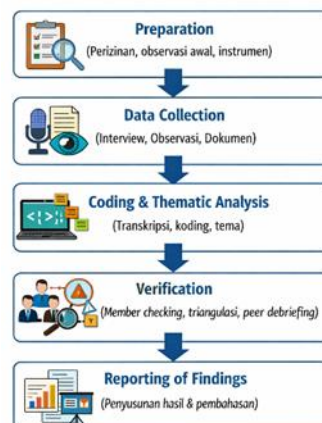 Preparation
(Perizinan, observasi awal, instrumen)
Data Collection
(Interview, Observasi, Dokumen)
Coding & Thematic Analysis
(Transkripsi, koding, tema)
Verification
(Member checking, triangulasi, peer debriefing)
Reporting of Findings
(Penyusunan hasil & pembahasan)